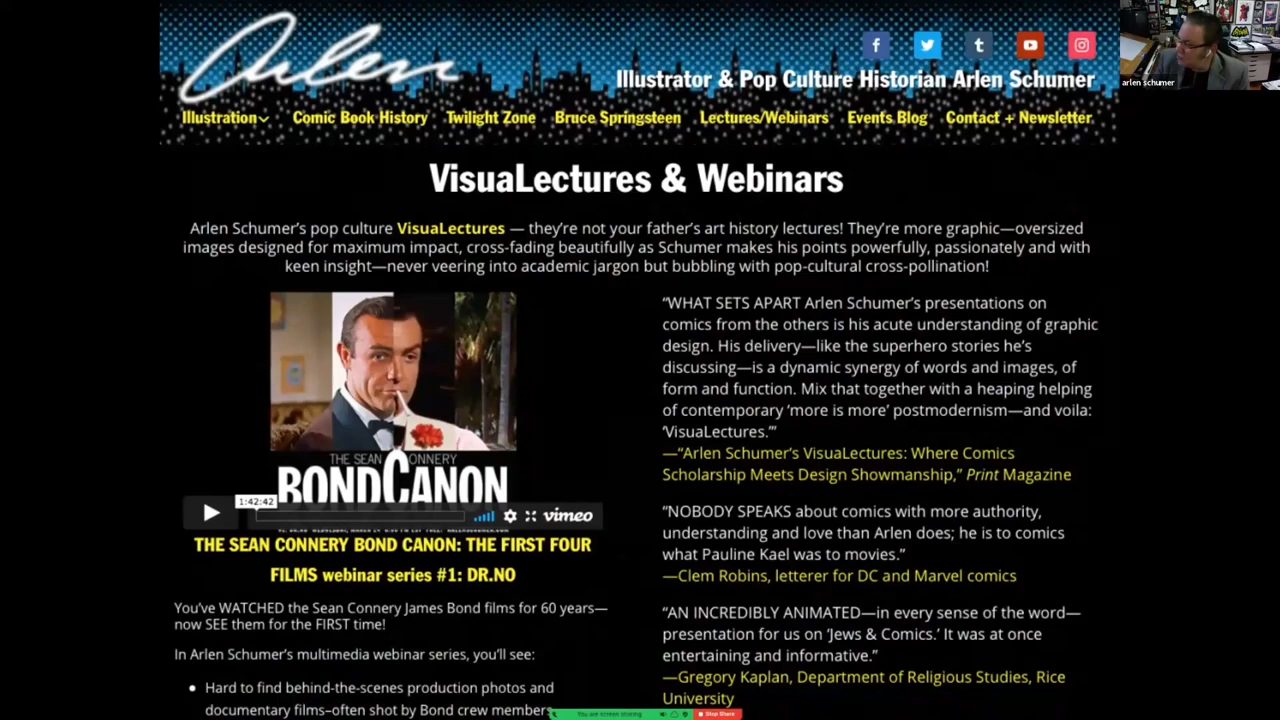 Arlen
Illustrator & Pop Culture Historian Arlen Schumer
arlen schumer
Illustration Comic Book History Twilight Zone Bruce Springsteen Lectures/Webinars Events Blog Contact + Newsletter
VisuaLectures & Webinars
Arlen Schumer's pop culture VisuaLectures — they're not your father's art history lectures! They're more graphic—oversized
images designed for maximum impact, cross-fading beautifully as Schumer makes his points powerfully, passionately and with
keen insight—never veering into academic jargon but bubbling with pop-cultural cross-pollination!
THE SEAN CONNERY
BONDCANON
1:42:42
vimeo
THE SEAN CONNERY BOND CANON: THE FIRST FOUR
FILMS webinar series #1: DR.NO
You've WATCHED the Sean Connery James Bond films for 60 years—
now SEE them for the FIRST time!
In Arlen Schumer's multimedia webinar series, you'll see:
• Hard to find behind-the-scenes production photos and
documentary films–often shot by Bond crew members
“WHAT SETS APART Arlen Schumer's presentations on
comics from the others is his acute understanding of graphic
design. His delivery—like the superhero stories he's
discussing—is a dynamic synergy of words and images, of
form and function. Mix that together with a heaping helping
of contemporary ‘more is more’ postmodernism—and voila:
‘VisuaLectures.’”
—“Arlen Schumer's VisuaLectures: Where Comics
Scholarship Meets Design Showmanship,” Print Magazine
“NOBODY SPEAKS about comics with more authority,
understanding and love than Arlen does; he is to comics
what Pauline Kael was to movies.”
—Clem Robins, letterer for DC and Marvel comics
“AN INCREDIBLY ANIMATED—in every sense of the word—
presentation for us on ‘Jews & Comics.’ It was at once
entertaining and informative.”
—Gregory Kaplan, Department of Religious Studies, Rice
University
You are screen sharing
Stop Share